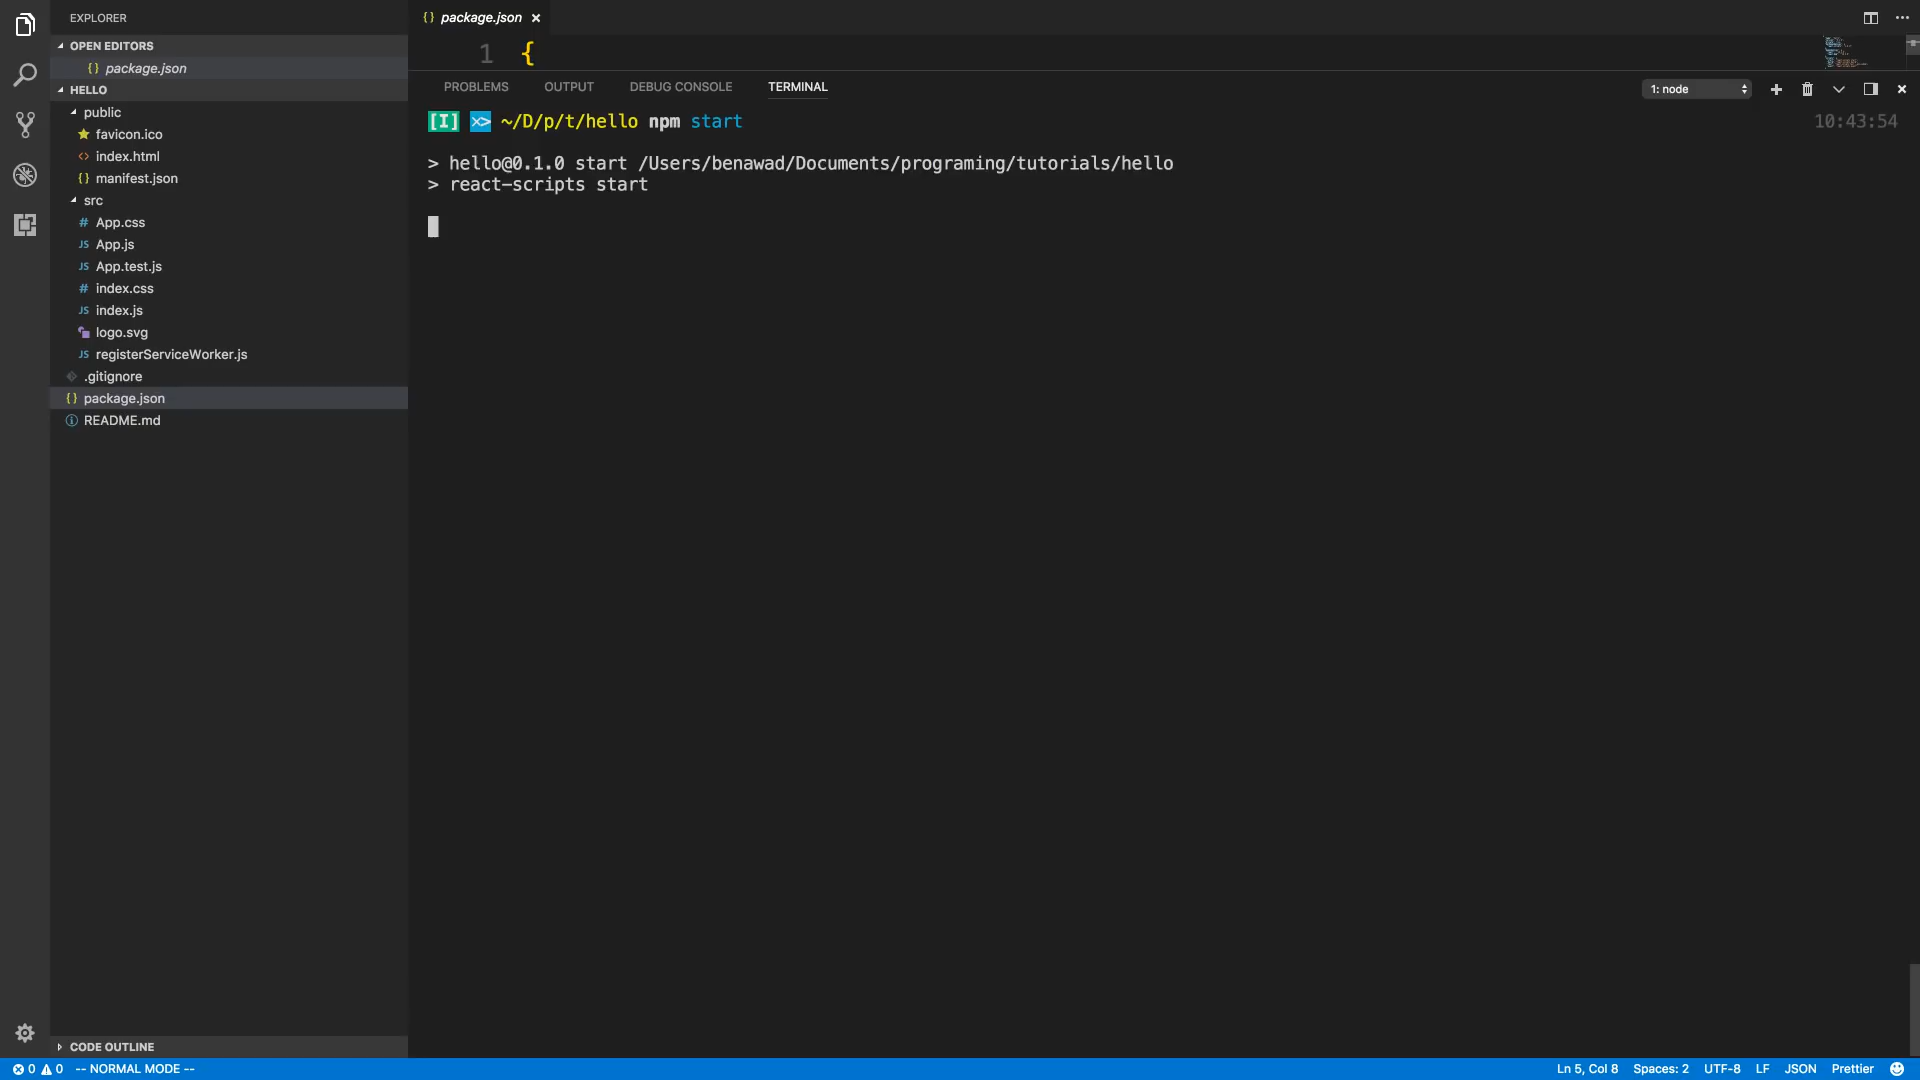 EXPLORER
OPEN EDITORS
{} package.json
HELLO
public
favicon.ico
<> index.html
{} manifest.json
src
# App.css
JS App.js
JS App.test.js
# index.css
JS index.js
logo.svg
JS registerServiceWorker.js
.gitignore
{} package.json
README.md
CODE OUTLINE
{} package.json ×
1 {
PROBLEMS OUTPUT DEBUG CONSOLE TERMINAL
1: node
[I] >> ~/D/p/t/hello npm start 10:43:54
> hello@0.1.0 start /Users/benawad/Documents/programing/tutorials/hello
> react-scripts start
0 0 -- NORMAL MODE -- Ln 5, Col 8 Spaces: 2 UTF-8 LF JSON Prettier